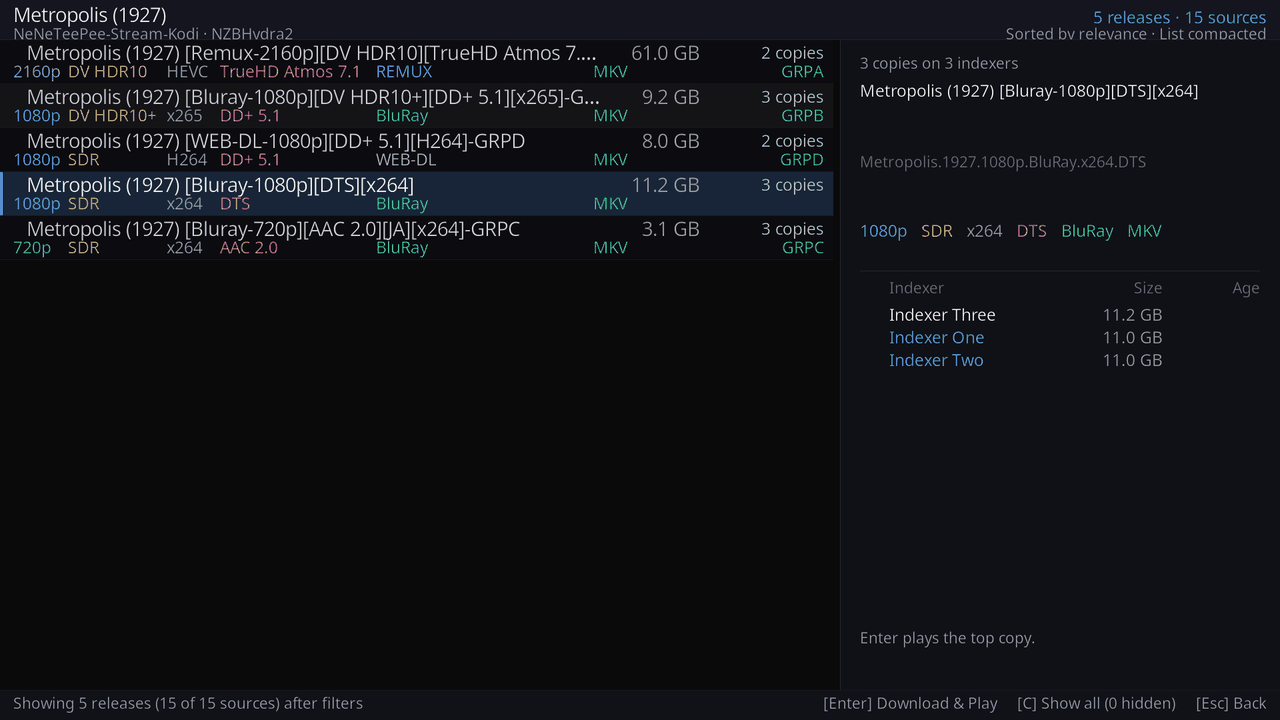 Metropolis (1927)
5 releases · 15 sources
NeNeTeePee-Stream-Kodi · NZBHydra2
Sorted by relevance · List compacted
Metropolis (1927) [Remux-2160p][DV HDR10][TrueHD Atmos 7.... 61.0 GB 2 copies
2160p DV HDR10 HEVC TrueHD Atmos 7.1 REMUX MKV GRPA
Metropolis (1927) [Bluray-1080p][DV HDR10+][DD+ 5.1][x265]-G... 9.2 GB 3 copies
1080p DV HDR10+ x265 DD+ 5.1 BluRay MKV GRPB
Metropolis (1927) [WEB-DL-1080p][DD+ 5.1][H264]-GRPD 8.0 GB 2 copies
1080p SDR H264 DD+ 5.1 WEB-DL MKV GRPD
Metropolis (1927) [Bluray-1080p][DTS][x264] 11.2 GB 3 copies
1080p SDR x264 DTS BluRay MKV
Metropolis (1927) [Bluray-720p][AAC 2.0][JA][x264]-GRPC 3.1 GB 3 copies
720p SDR x264 AAC 2.0 BluRay MKV GRPC
3 copies on 3 indexers
Metropolis (1927) [Bluray-1080p][DTS][x264]
Metropolis.1927.1080p.BluRay.x264.DTS
1080p SDR x264 DTS BluRay MKV
Indexer Size Age
Indexer Three 11.2 GB
Indexer One 11.0 GB
Indexer Two 11.0 GB
Enter plays the top copy.
Showing 5 releases (15 of 15 sources) after filters
[Enter] Download & Play [C] Show all (0 hidden) [Esc] Back